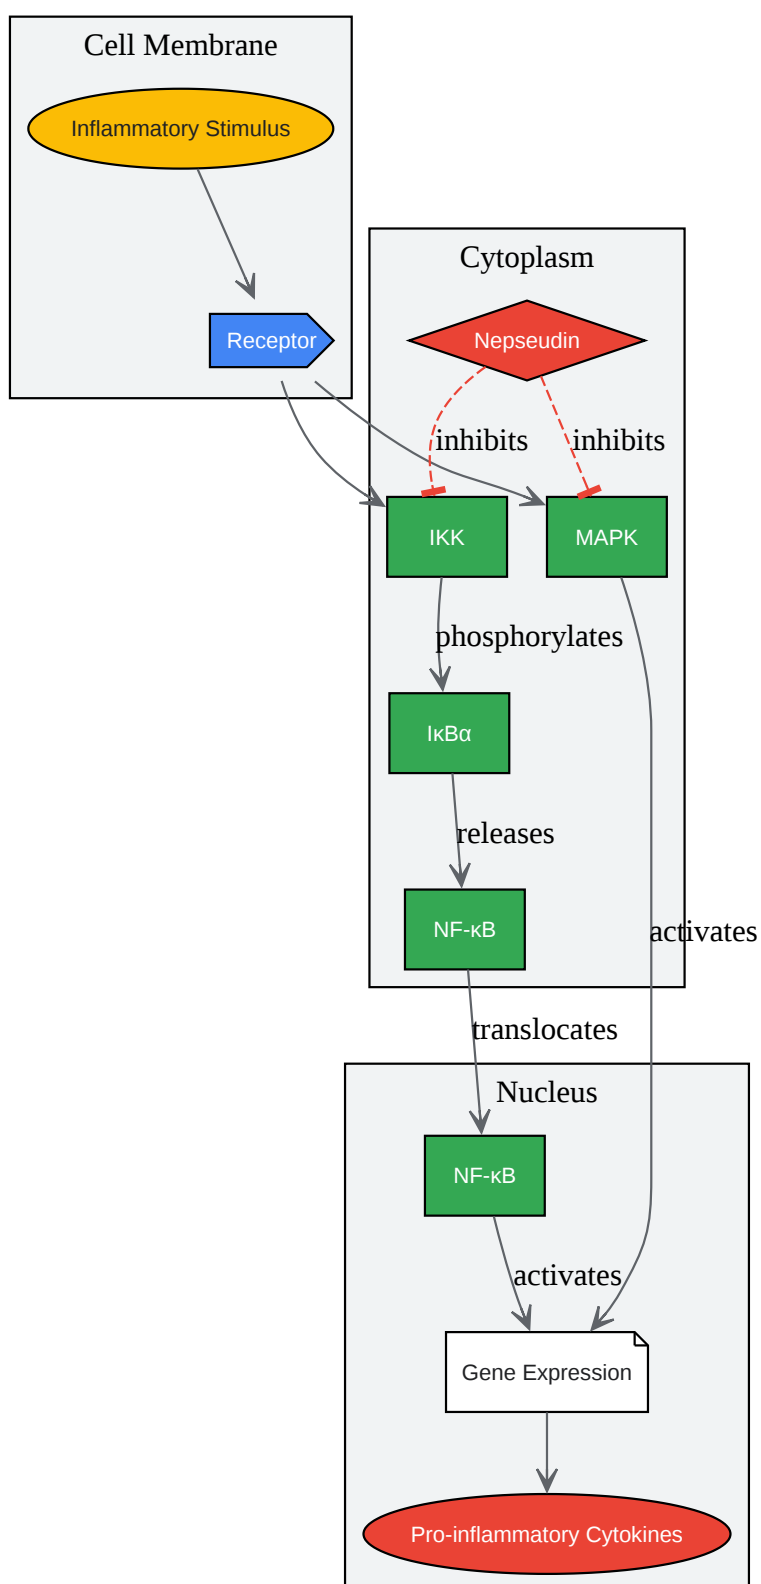 Cell Membrane
Inflammatory Stimulus
Receptor
Cytoplasm
Nepseudin
inhibits
inhibits
IKK
MAPK
phosphorylates
IκBα
releases
NF-κB
activates
translocates
Nucleus
NF-κB
activates
Gene Expression
Pro-inflammatory Cytokines